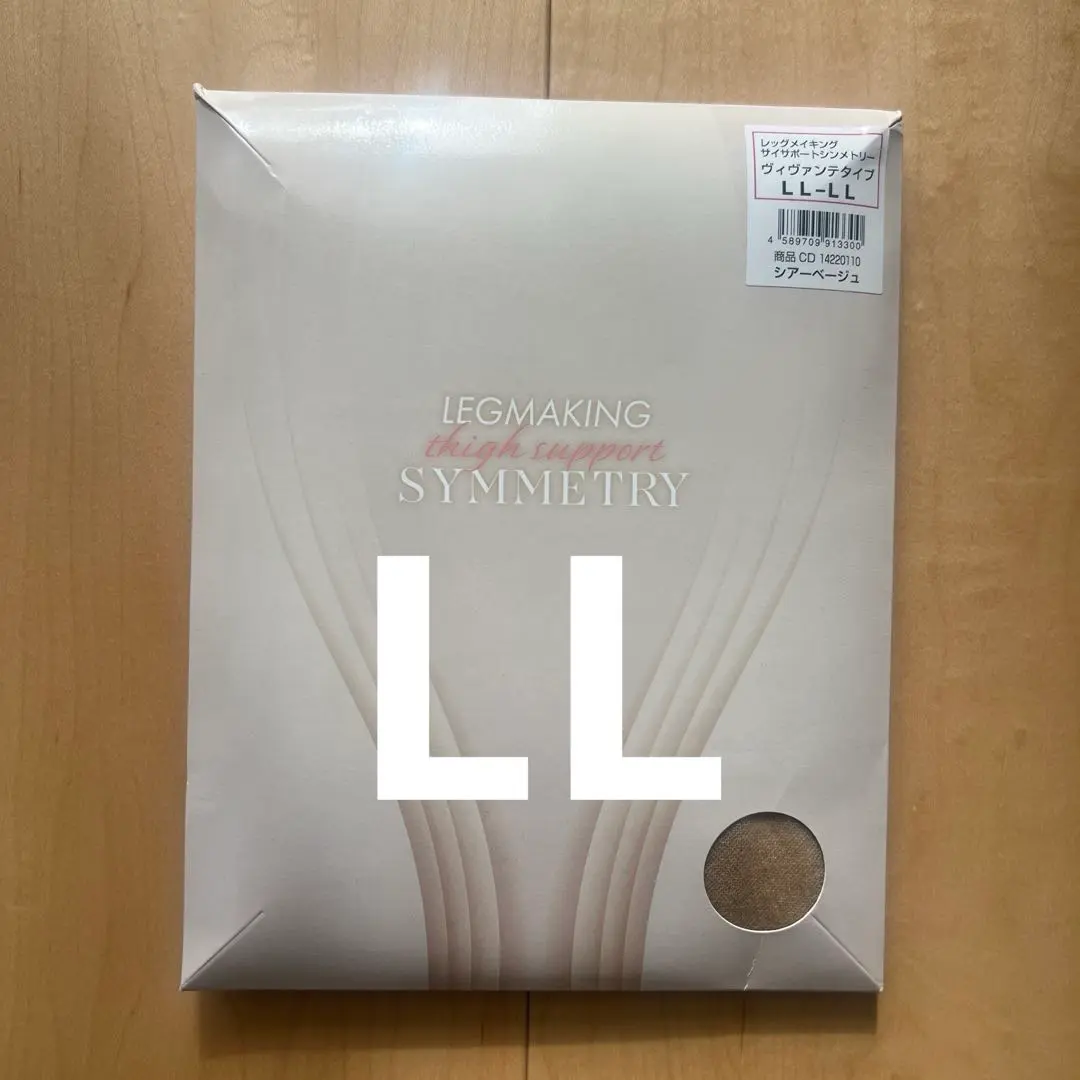 レッグメイキング
サイサポートシンメトリー
ヴィヴァンテタイプ
LL-LL
4 589709 913300
商品 CD 14220110
シアーベージュ
LEGMAKING
thigh support
SYMMETRY
LL